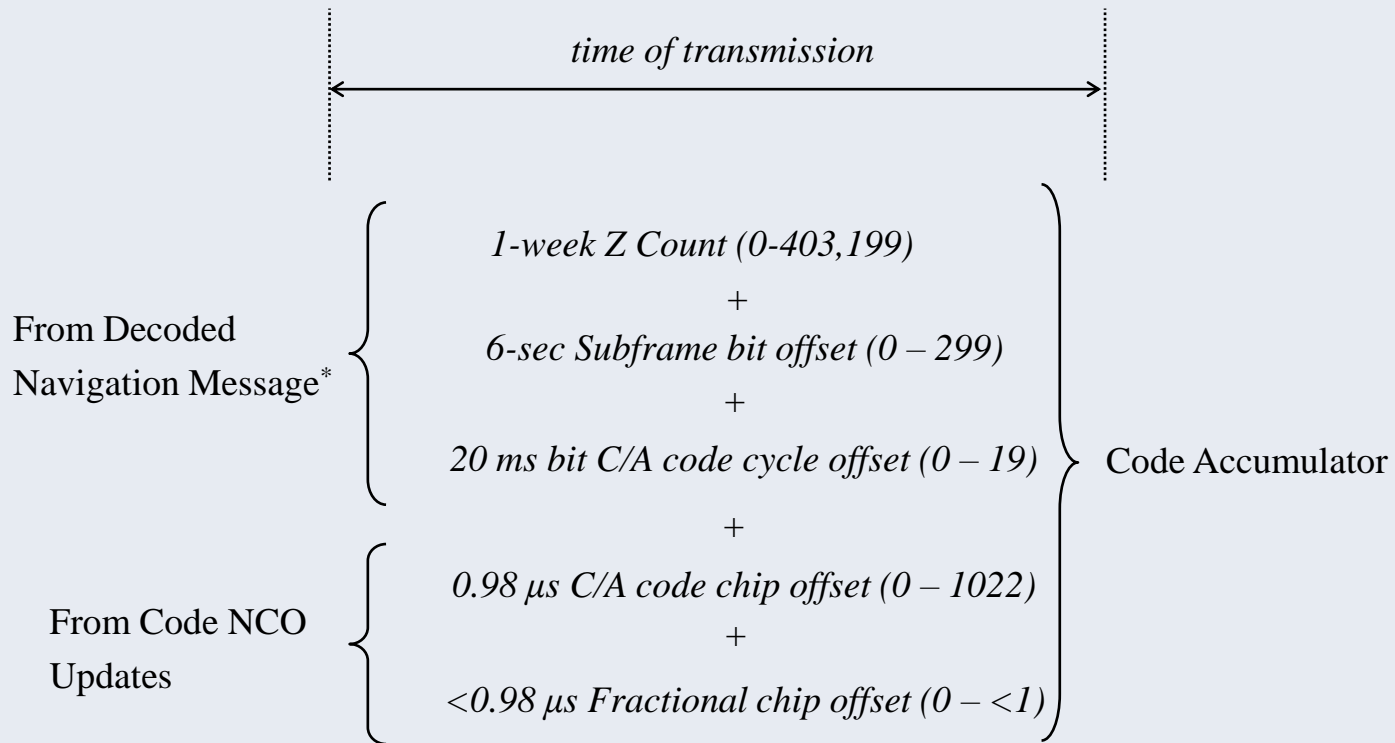 time of transmission
1-week Z Count (0-403,199)
+
6-sec Subframe bit offset (0 – 299)
+
20 ms bit C/A code cycle offset (0 – 19)
+
0.98 μs C/A code chip offset (0 – 1022)
+
<0.98 μs Fractional chip offset (0 – <1)
From Decoded
Navigation Message*
From Code NCO
Updates
Code Accumulator